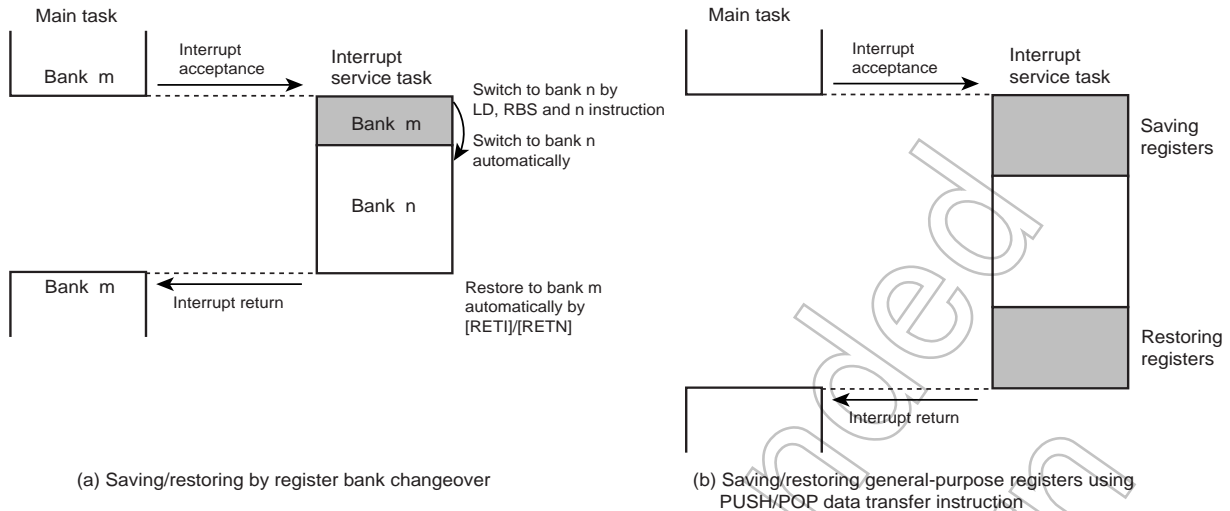 Main task
Bank m
Interrupt
acceptance
Interrupt
service task
Bank m
Bank n
Switch to bank n by
LD, RBS and n instruction
Switch to bank n
automatically
Bank m
Interrupt return
Restore to bank m
automatically by
[RETI]/[RETN]
(a) Saving/restoring by register bank changeover
Main task
Interrupt
acceptance
Interrupt
service task
Saving
registers
Restoring
registers
Interrupt return
(b) Saving/restoring general-purpose registers using
PUSH/POP data transfer instruction